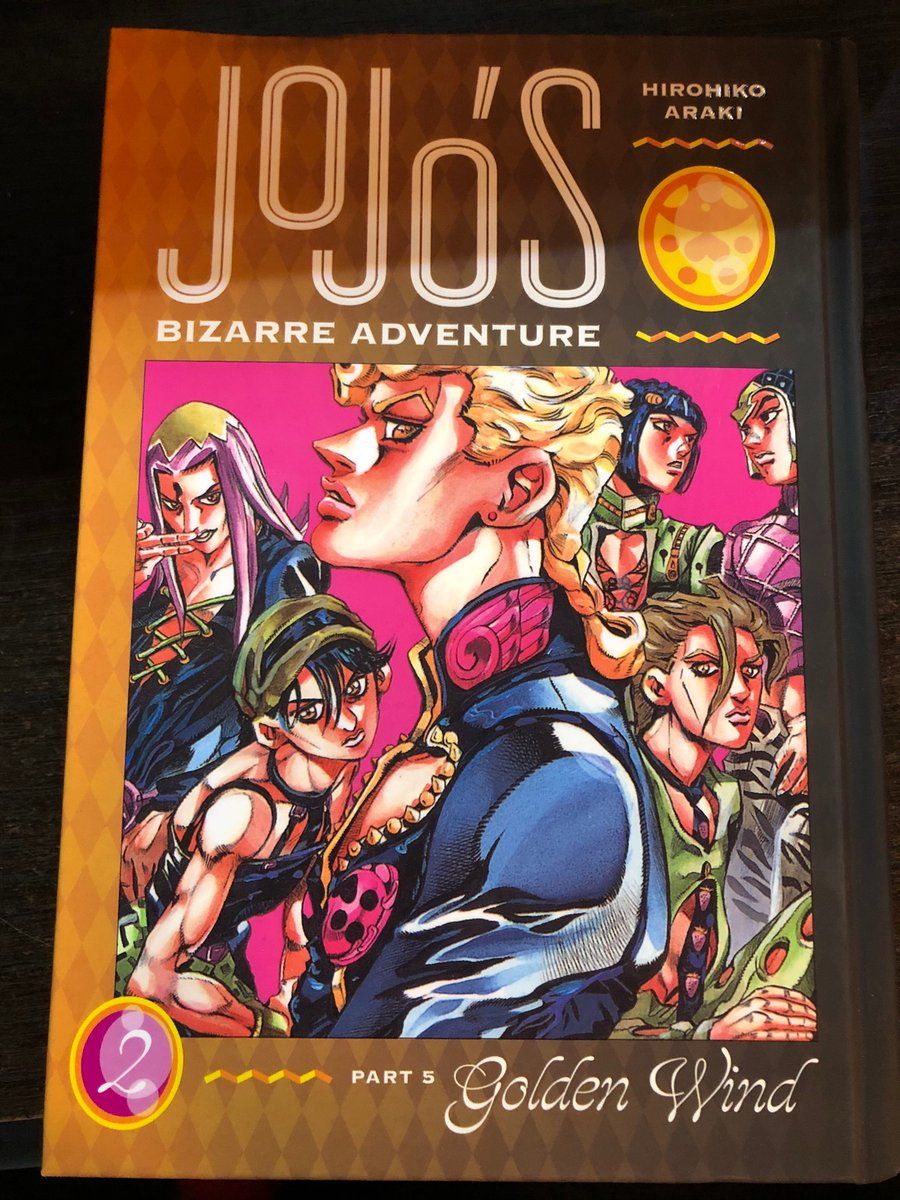 JOJO'S
BIZARRE ADVENTURE
HIROHIKO
ARAKI
2
PART 5
Golden Wind